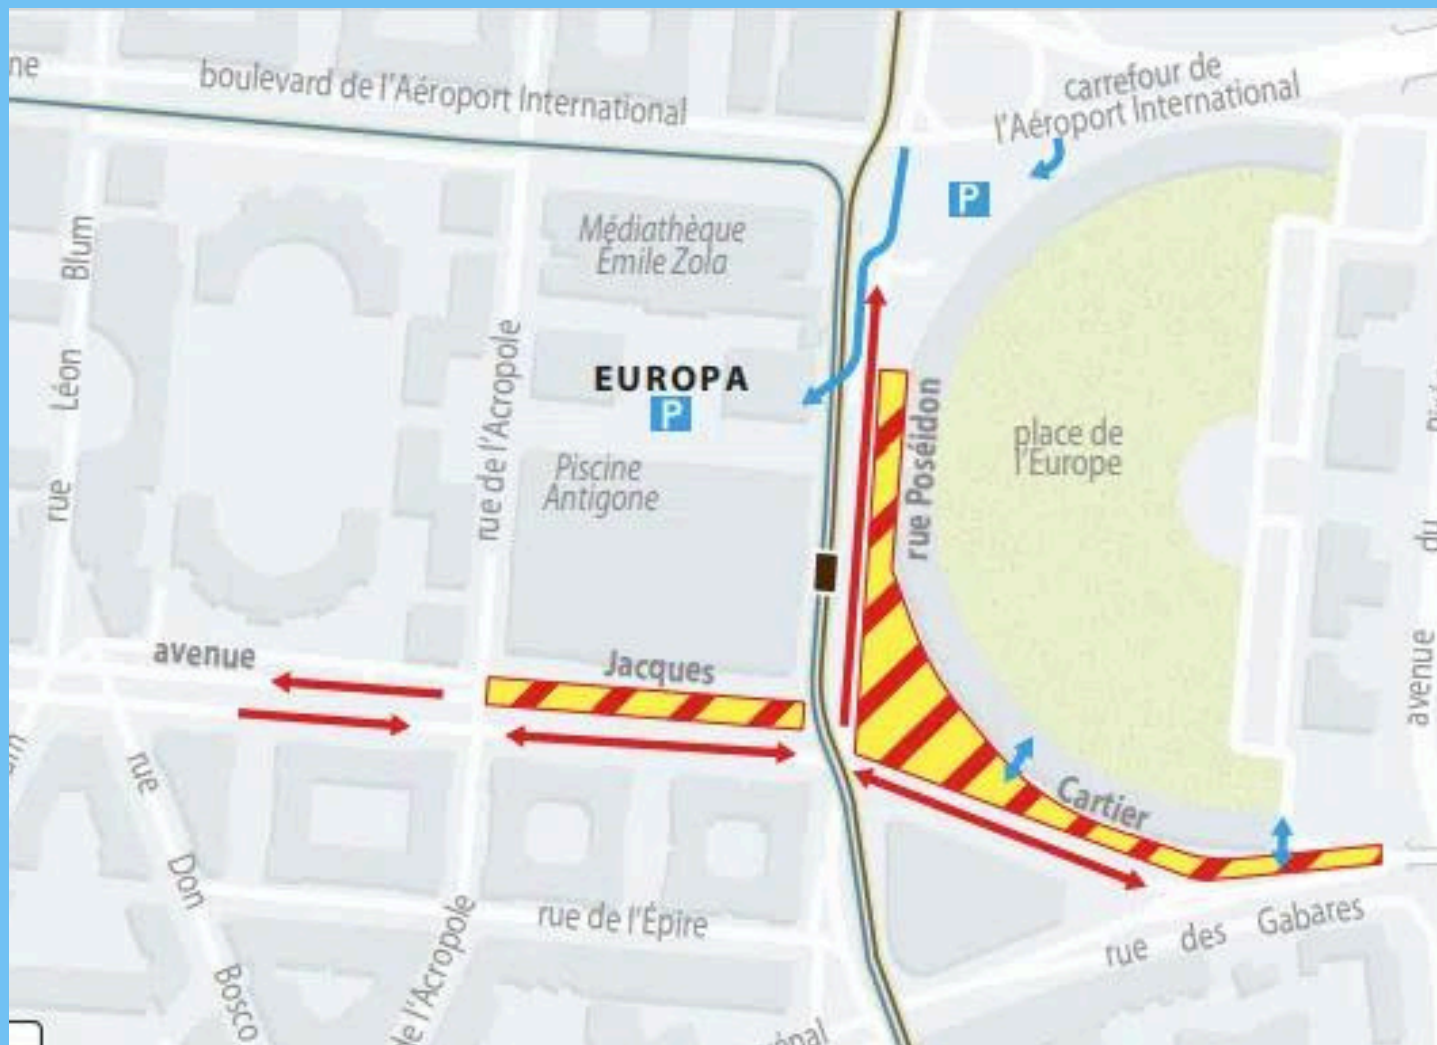 boulevard de l'Aéroport International
carrefour de
l'Aéroport International
P
Médiathèque
Émile Zola
rue Léon Blum
rue de l'Acropole
EUROPA
P
Piscine
Antigone
rue Poséidon
place de
l'Europe
avenue Jacques Cartier
avenue du
rue Don Bosco
rue de l'Épire
de l'Acropole
rue des Gabares